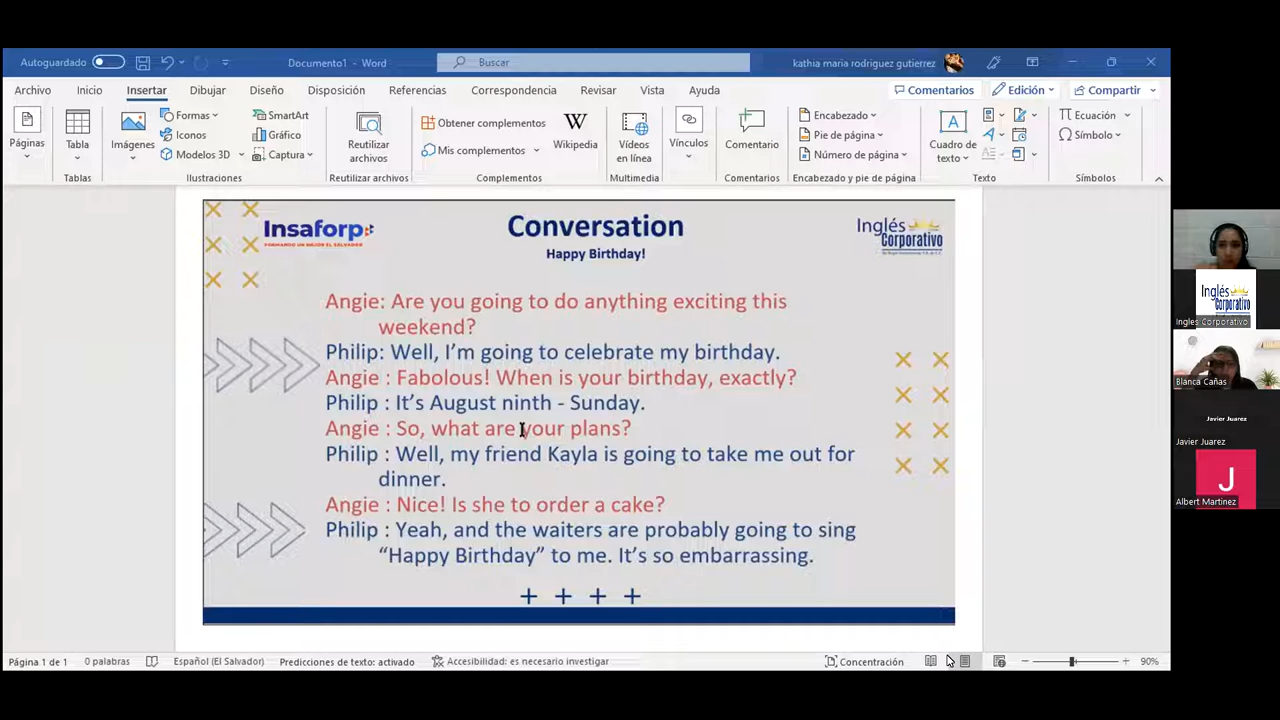 Autoguardado
Documento1 - Word
Buscar
kathia maria rodriguez gutierrez
Archivo Inicio Insertar Dibujar Diseño Disposición Referencias Correspondencia Revisar Vista Ayuda
Comentarios Edición Compartir
Páginas
Tabla
Imágenes
Formas
Iconos
Modelos 3D
SmartArt
Gráfico
Captura
Reutilizar
archivos
Obtener complementos
Mis complementos
W
Wikipedia
Vídeos
en línea
Vínculos
Comentario
Encabezado
Pie de página
Número de página
A
Cuadro de
texto
Ecuación
Símbolo
Tablas
Ilustraciones
Reutilizar archivos
Complementos
Multimedia
Comentarios
Encabezado y pie de página
Texto
Símbolos
Insaforp
FORMANDO UN MEJOR EL SALVADOR
Conversation
Happy Birthday!
Inglés
Corporativo
Angie: Are you going to do anything exciting this
weekend?
Philip: Well, I'm going to celebrate my birthday.
Angie : Fabolous! When is your birthday, exactly?
Philip : It's August ninth - Sunday.
Angie : So, what are your plans?
Philip : Well, my friend Kayla is going to take me out for
dinner.
Angie : Nice! Is she to order a cake?
Philip : Yeah, and the waiters are probably going to sing
"Happy Birthday" to me. It's so embarrassing.
Inglés
Corporativo
Ingles Corporativo
Blanca Cañas
Javier Juarez
Javier Juarez
J
Albert Martinez
Página 1 de 1
0 palabras
Español (El Salvador)
Predicciones de texto: activado
Accesibilidad: es necesario investigar
Concentración
90%